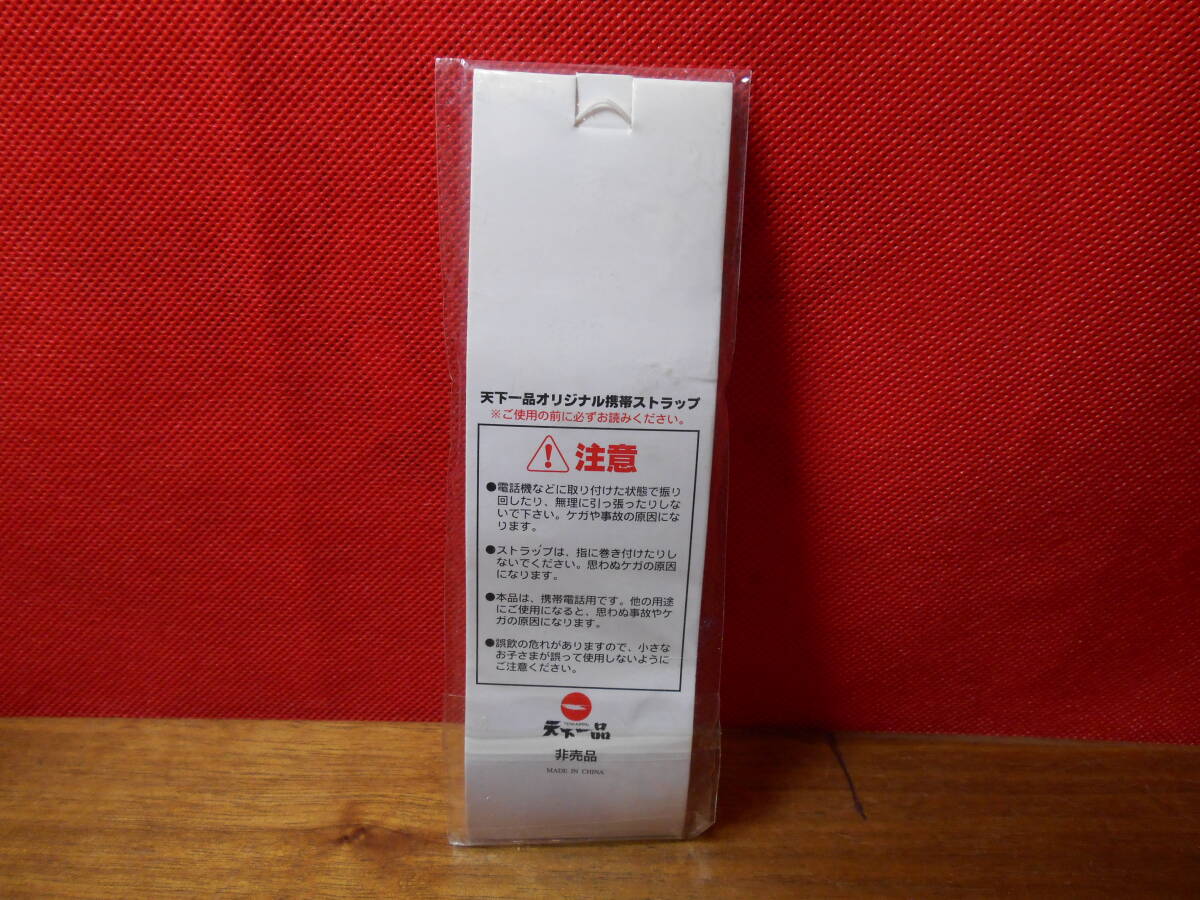 天下一品オリジナル携帯ストラップ
※ご使用の前に必ずお読みください。
注意
●電話機などに取り付けた状態で振り
回したり、無理に引っ張ったりしな
いで下さい。ケガや事故の原因にな
ります。
●ストラップは、指に巻き付けたりし
ないでください。思わぬケガの原因
になります。
●本品は、携帯電話用です。他の用途
にご使用になると、思わぬ事故やケ
ガの原因になります。
●誤飲の危れがありますので、小さな
お子さまが誤って使用しないように
ご注意ください。
天下一品
非売品
MADE IN CHINA